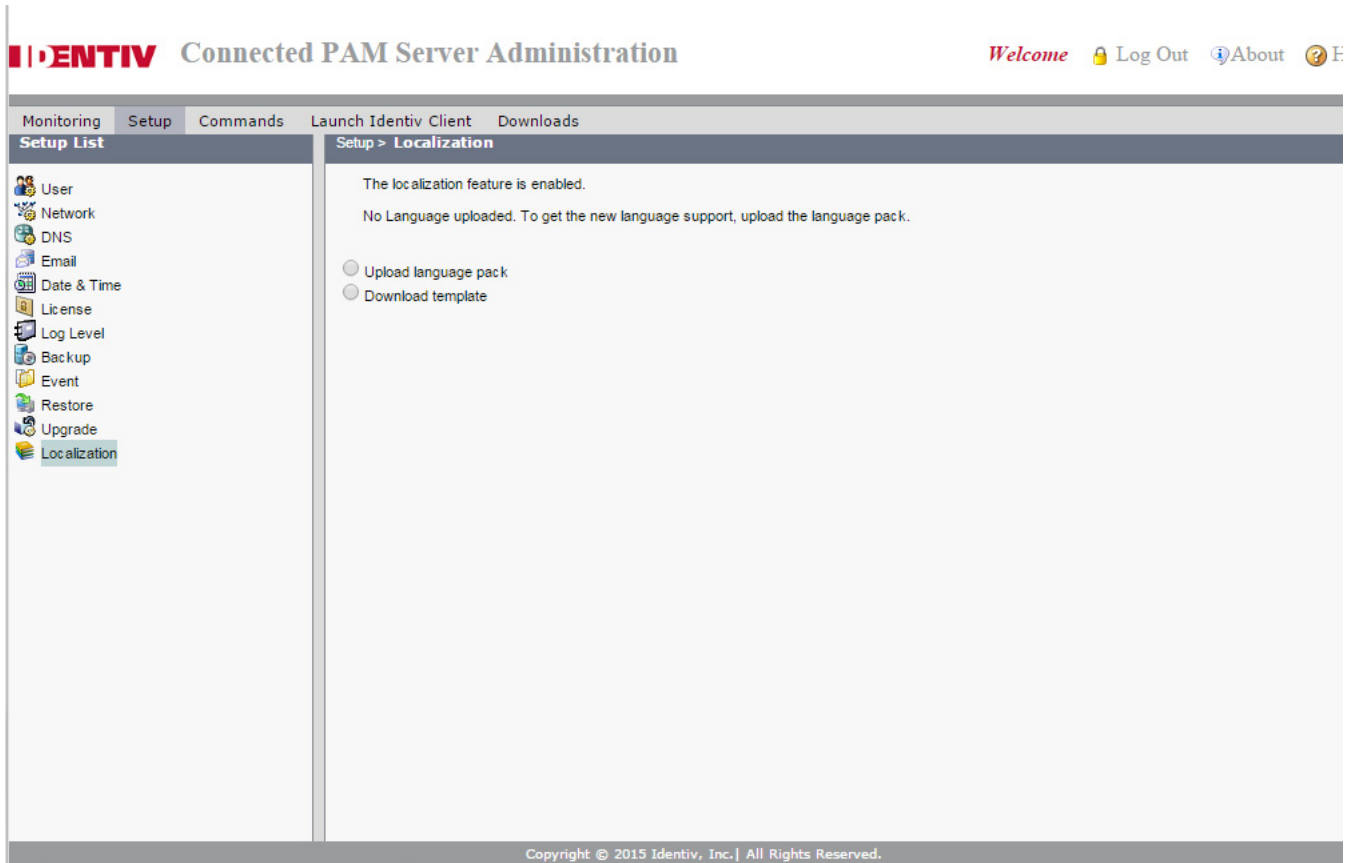 IDENTIV Connected PAM Server Administration
Welcome Log Out About
Monitoring Setup Commands Launch Identiv Client Downloads
Setup List
Setup > Localization
User
Network
DNS
Email
Date & Time
License
Log Level
Backup
Event
Restore
Upgrade
Localization
The localization feature is enabled.
No Language uploaded. To get the new language support, upload the language pack.
Upload language pack
Download template
Copyright © 2015 Identiv, Inc.| All Rights Reserved.